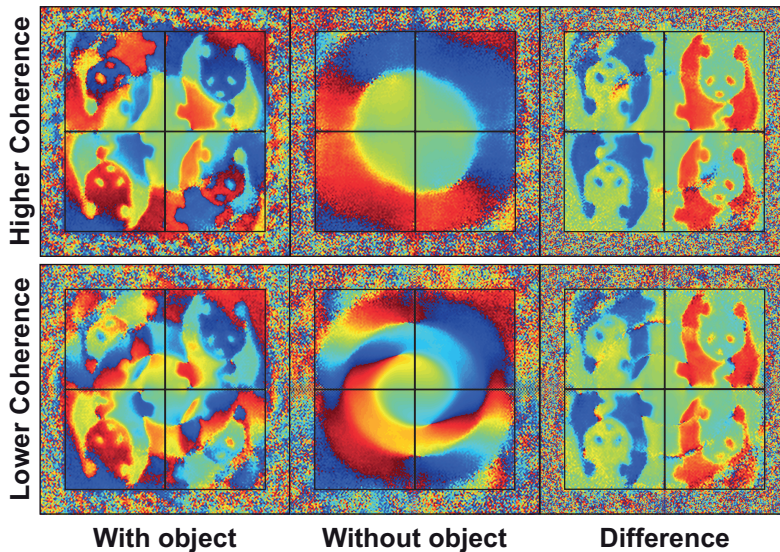 Higher Coherence
Lower Coherence
With object
Without object
Difference